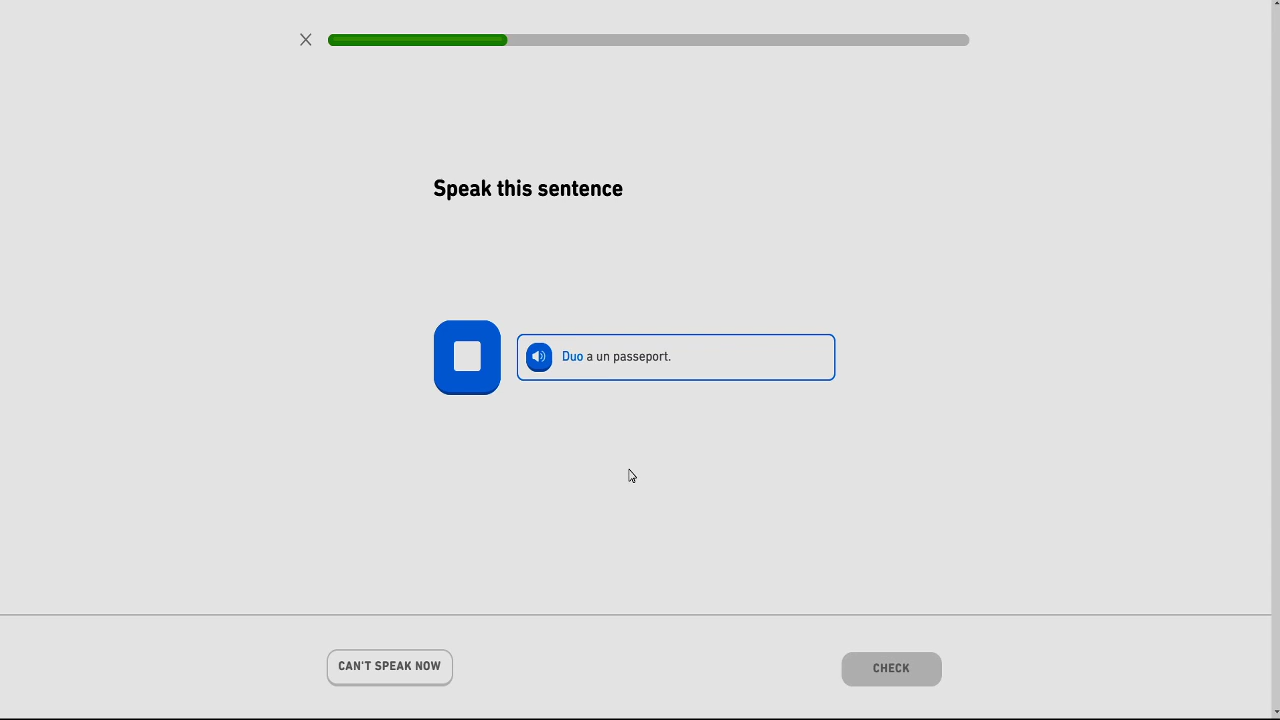 Speak this sentence
Duo a un passeport.
CAN'T SPEAK NOW
CHECK